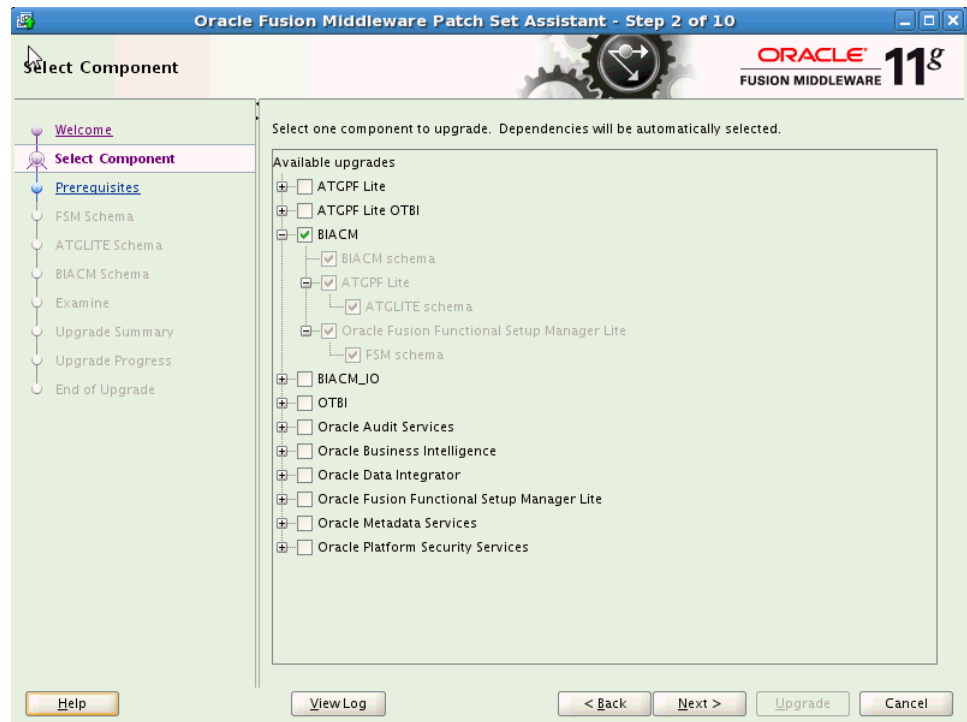 Oracle Fusion Middleware Patch Set Assistant - Step 2 of 10
Select Component
ORACLE
FUSION MIDDLEWARE 11g
Welcome
Select Component
Prerequisites
FSM Schema
ATGLITE Schema
BIACM Schema
Examine
Upgrade Summary
Upgrade Progress
End of Upgrade
Select one component to upgrade. Dependencies will be automatically selected.
Available upgrades
ATGPF Lite
ATGPF Lite OTBI
BIACM
BIACM schema
ATGPF Lite
ATGLITE schema
Oracle Fusion Functional Setup Manager Lite
FSM schema
BIACM_IO
OTBI
Oracle Audit Services
Oracle Business Intelligence
Oracle Data Integrator
Oracle Fusion Functional Setup Manager Lite
Oracle Metadata Services
Oracle Platform Security Services
Help View Log < Back Next > Upgrade Cancel